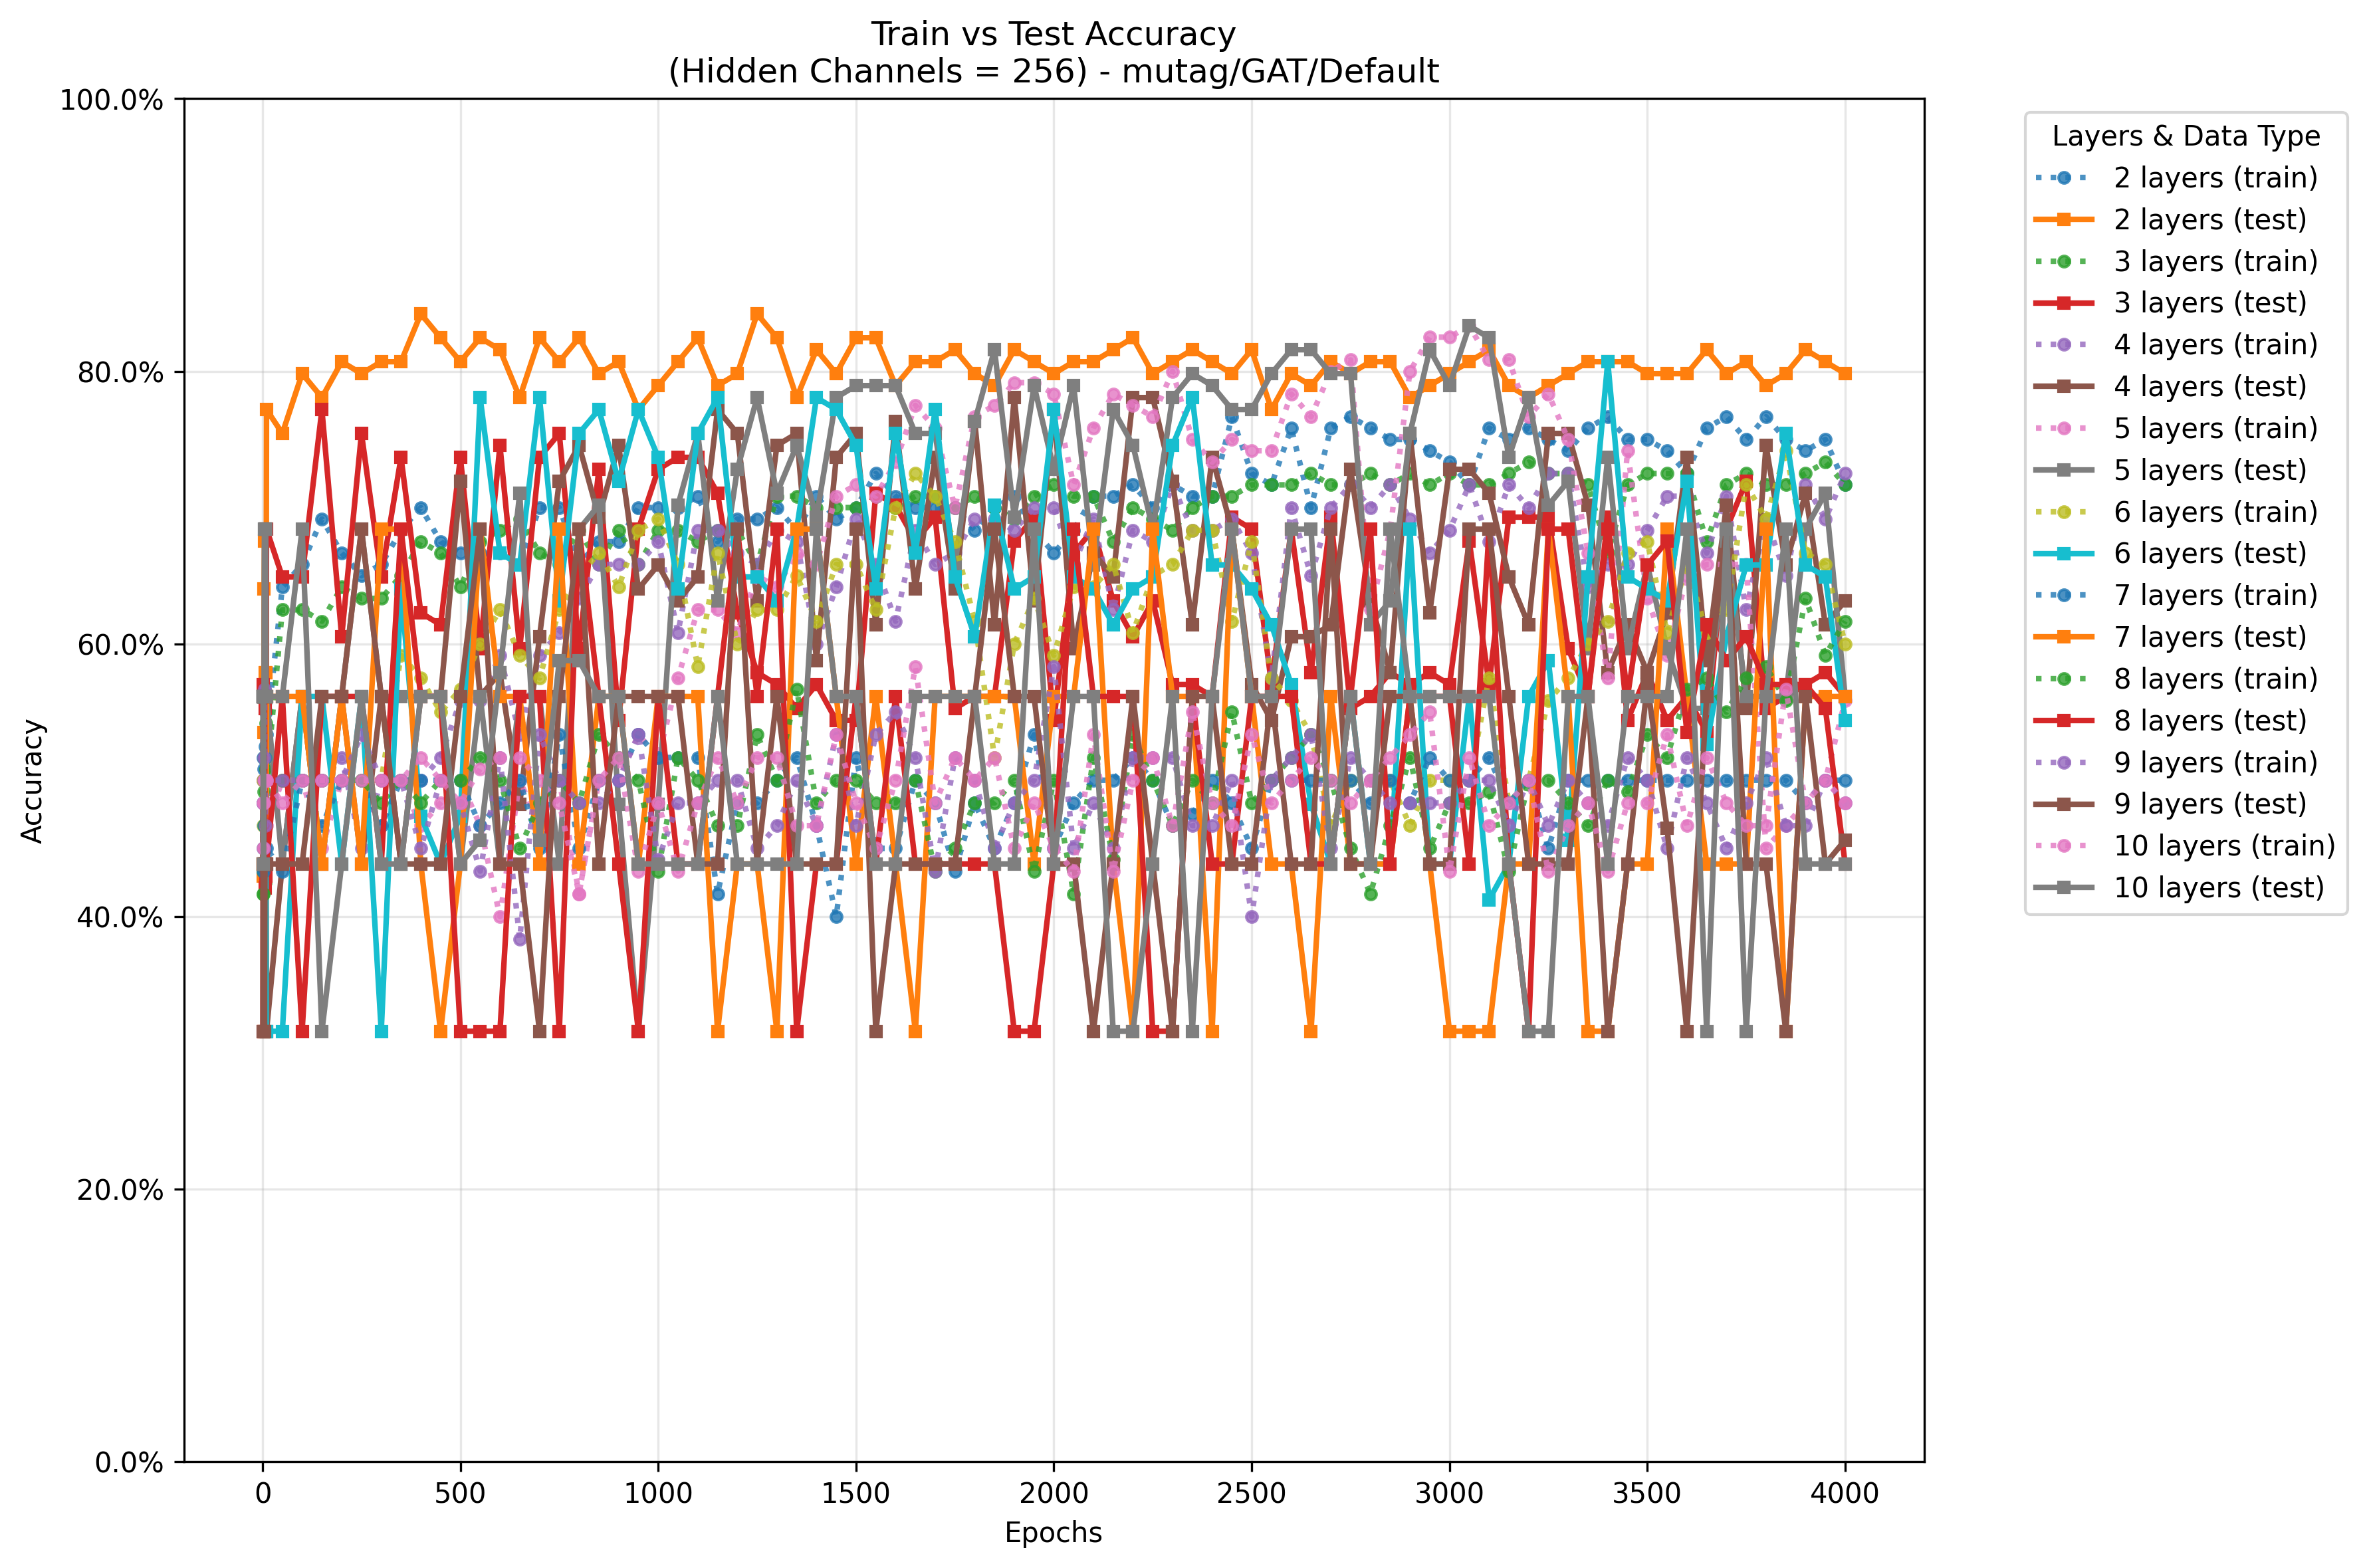 Train vs Test Accuracy
(Hidden Channels = 256) - mutag/GAT/Default
100.0%
80.0%
60.0%
40.0%
20.0%
0.0%
Accuracy
0 500 1000 1500 2000 2500 3000 3500 4000
Epochs
Layers & Data Type
2 layers (train)
2 layers (test)
3 layers (train)
3 layers (test)
4 layers (train)
4 layers (test)
5 layers (train)
5 layers (test)
6 layers (train)
6 layers (test)
7 layers (train)
7 layers (test)
8 layers (train)
8 layers (test)
9 layers (train)
9 layers (test)
10 layers (train)
10 layers (test)